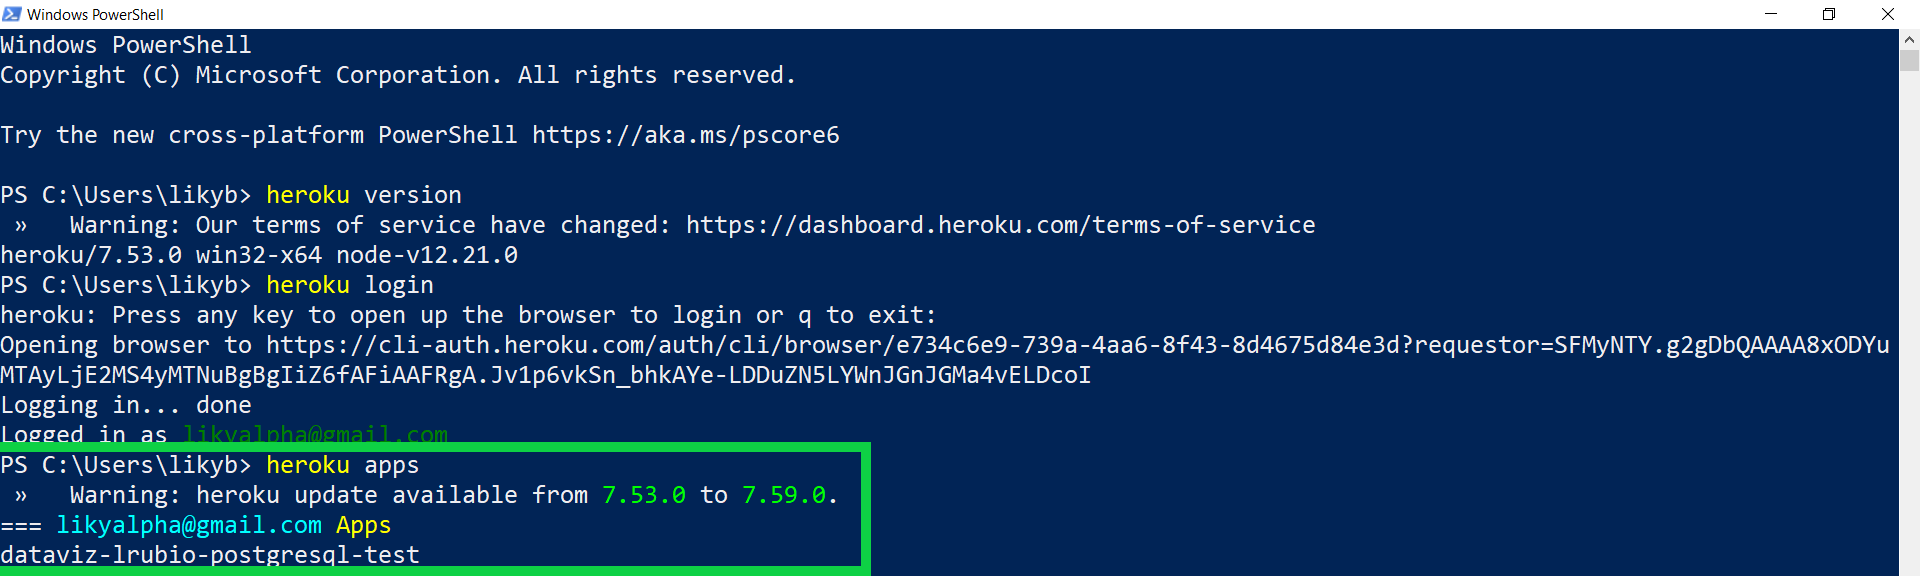 Windows PowerShell
Windows PowerShell
Copyright (C) Microsoft Corporation. All rights reserved.
Try the new cross-platform PowerShell https://aka.ms/pscore6
PS C:\Users\likyb> heroku version
 »   Warning: Our terms of service have changed: https://dashboard.heroku.com/terms-of-service
heroku/7.53.0 win32-x64 node-v12.21.0
PS C:\Users\likyb> heroku login
heroku: Press any key to open up the browser to login or q to exit:
Opening browser to https://cli-auth.heroku.com/auth/cli/browser/e734c6e9-739a-4aa6-8f43-8d4675d84e3d?requestor=SFMyNTY.g2gDbQAAAA8xODYu
MTAyLjE2MS4yMTNuBgBgIiZ6fAFiAAFRgA.Jv1p6vkSn_bhkAYe-LDDuZN5LYWnJGnJGMa4vELDcoI
Logging in... done
Logged in as likyalpha@gmail.com
PS C:\Users\likyb> heroku apps
 »   Warning: heroku update available from 7.53.0 to 7.59.0.
=== likyalpha@gmail.com Apps
dataviz-lrubio-postgresql-test